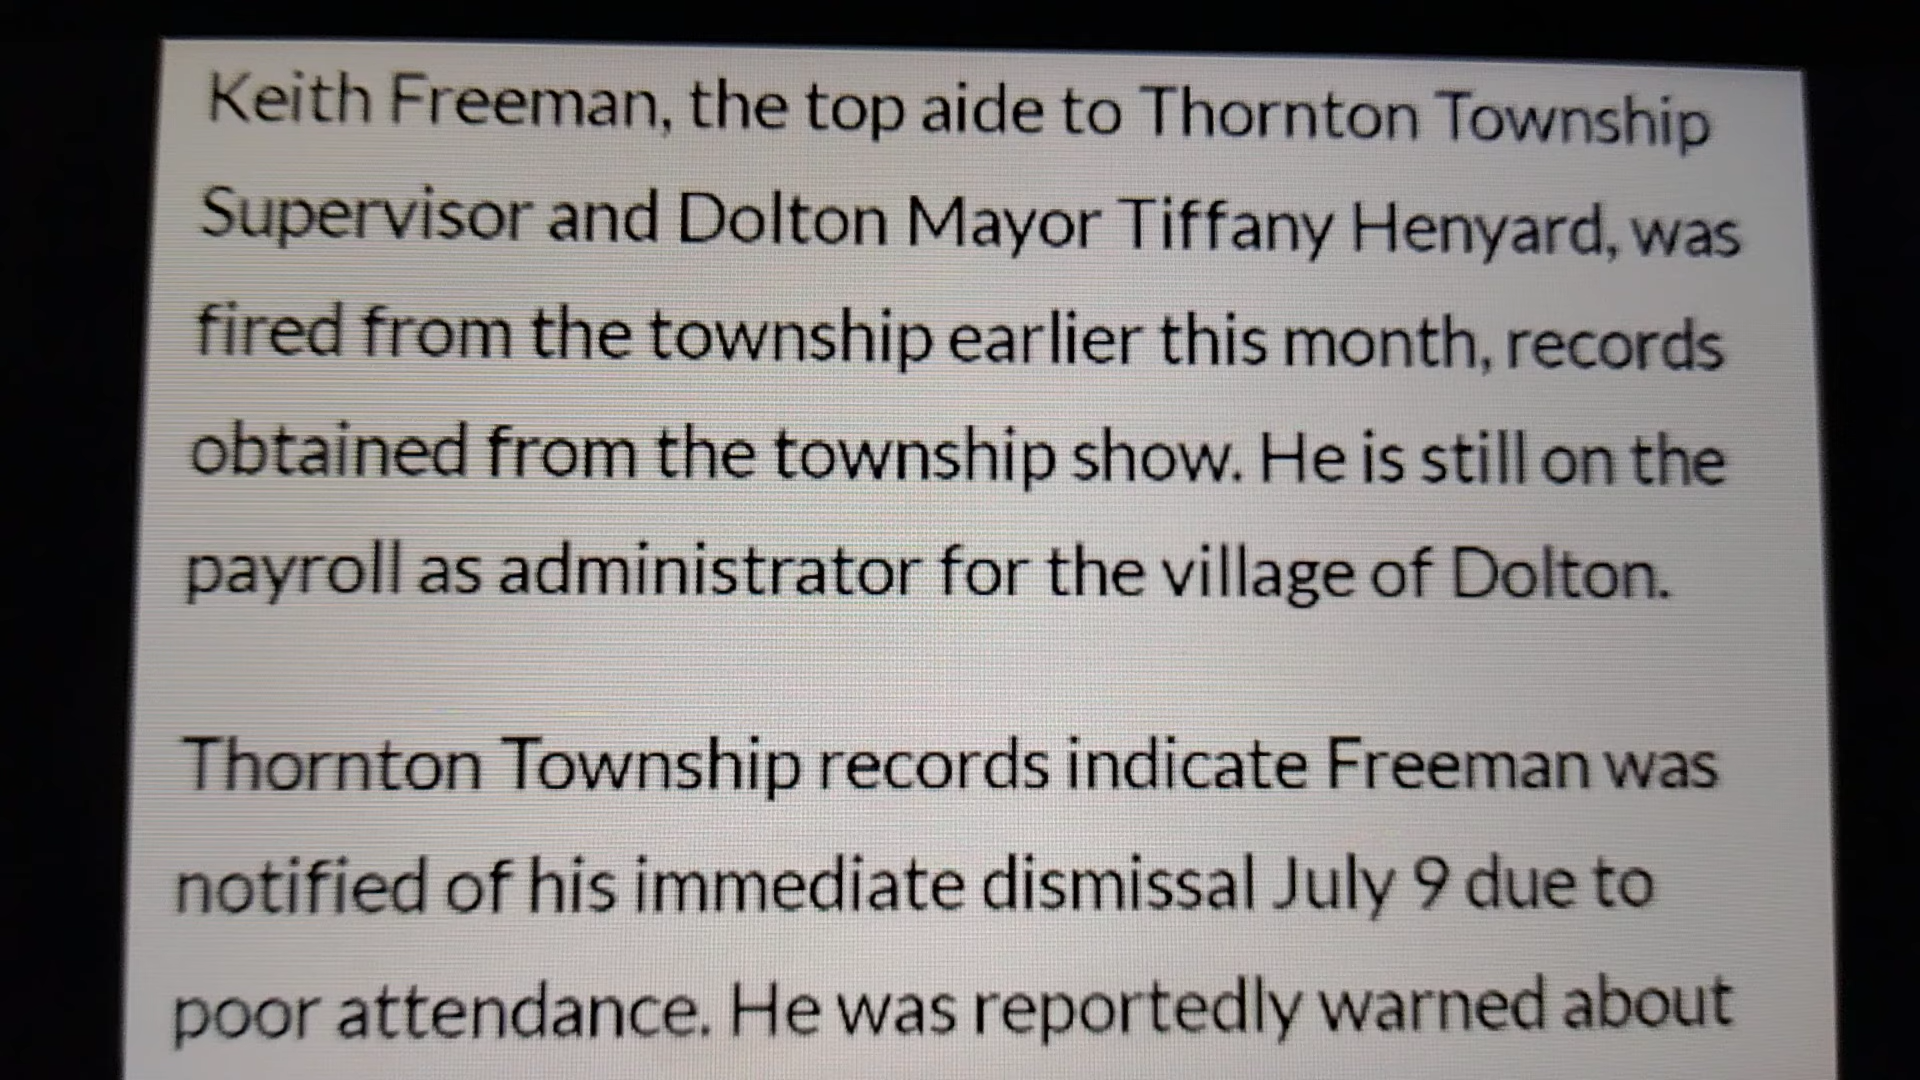 Keith Freeman, the top aide to Thornton Township
Supervisor and Dolton Mayor Tiffany Henyard, was
fired from the township earlier this month, records
obtained from the township show. He is still on the
payroll as administrator for the village of Dolton.
Thornton Township records indicate Freeman was
notified of his immediate dismissal July 9 due to
poor attendance. He was reportedly warned about